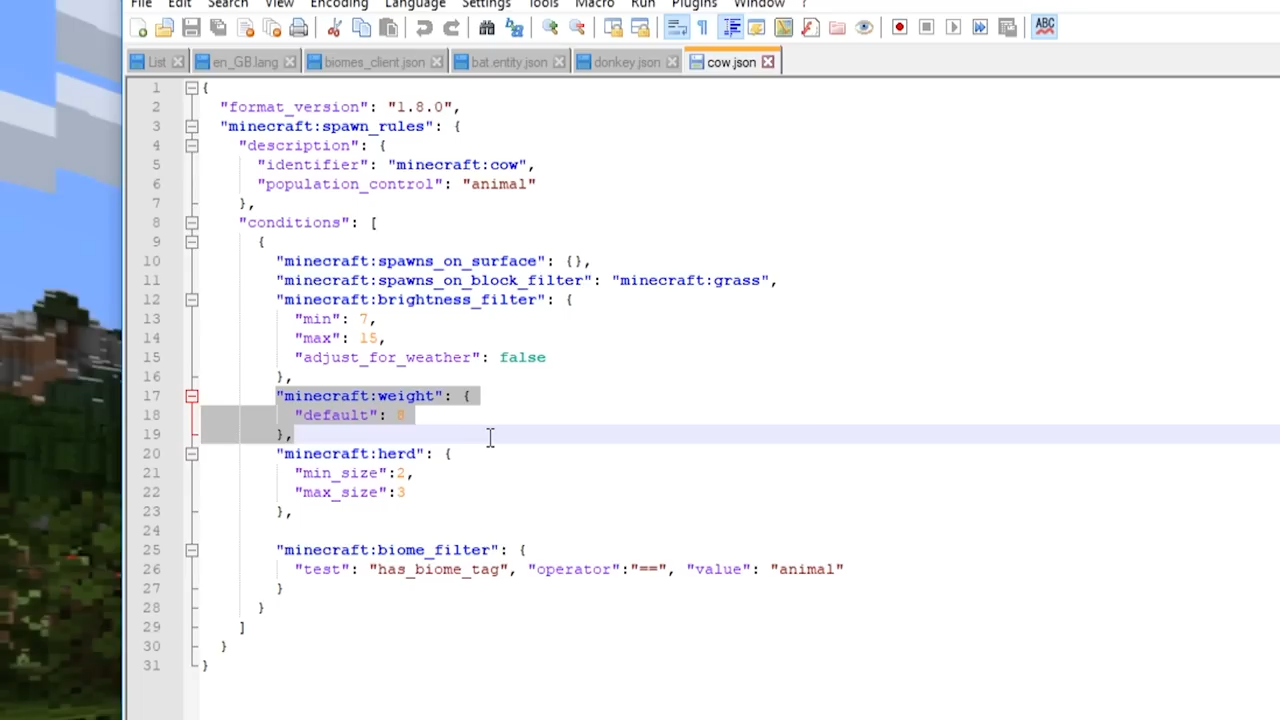 File Edit Search View Encoding Language Settings Tools Macro Run Plugins Window ?
ABC
List en_GB.lang biomes_client.json bat.entity.json donkey.json cow.json
1 {
2 "format_version": "1.8.0",
3 "minecraft:spawn_rules": {
4 "description": {
5 "identifier": "minecraft:cow",
6 "population_control": "animal"
7 },
8 "conditions": [
9 {
10 "minecraft:spawns_on_surface": {},
11 "minecraft:spawns_on_block_filter": "minecraft:grass",
12 "minecraft:brightness_filter": {
13 "min": 7,
14 "max": 15,
15 "adjust_for_weather": false
16 },
17 "minecraft:weight": {
18 "default": 8
19 },
20 "minecraft:herd": {
21 "min_size":2,
22 "max_size":3
23 },
24
25 "minecraft:biome_filter": {
26 "test": "has_biome_tag", "operator":"==", "value": "animal"
27 }
28 }
29 ]
30 }
31 }